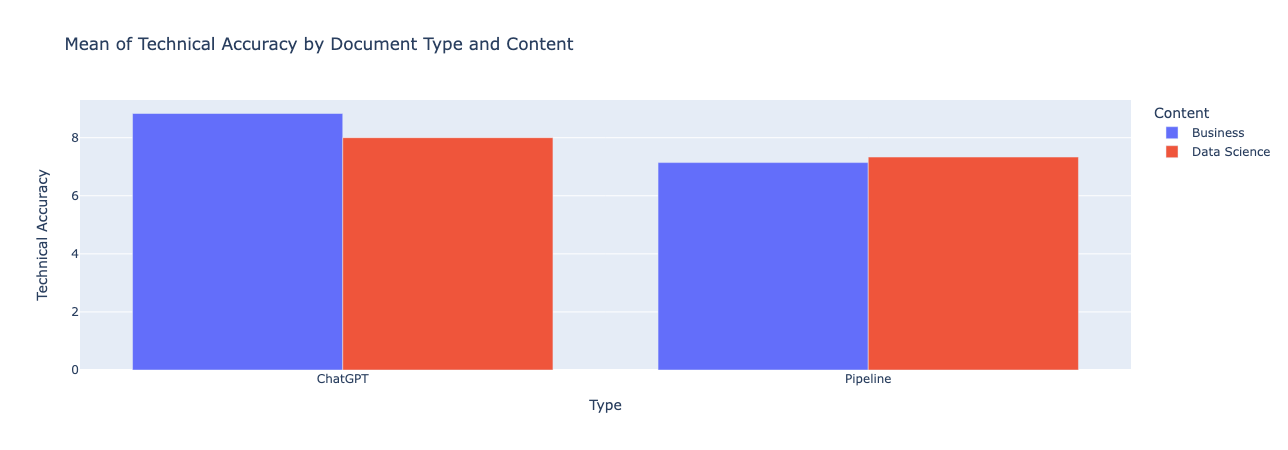 Mean of Technical Accuracy by Document Type and Content
Content
Business
Data Science
Technical Accuracy
8
6
4
2
0
ChatGPT
Pipeline
Type